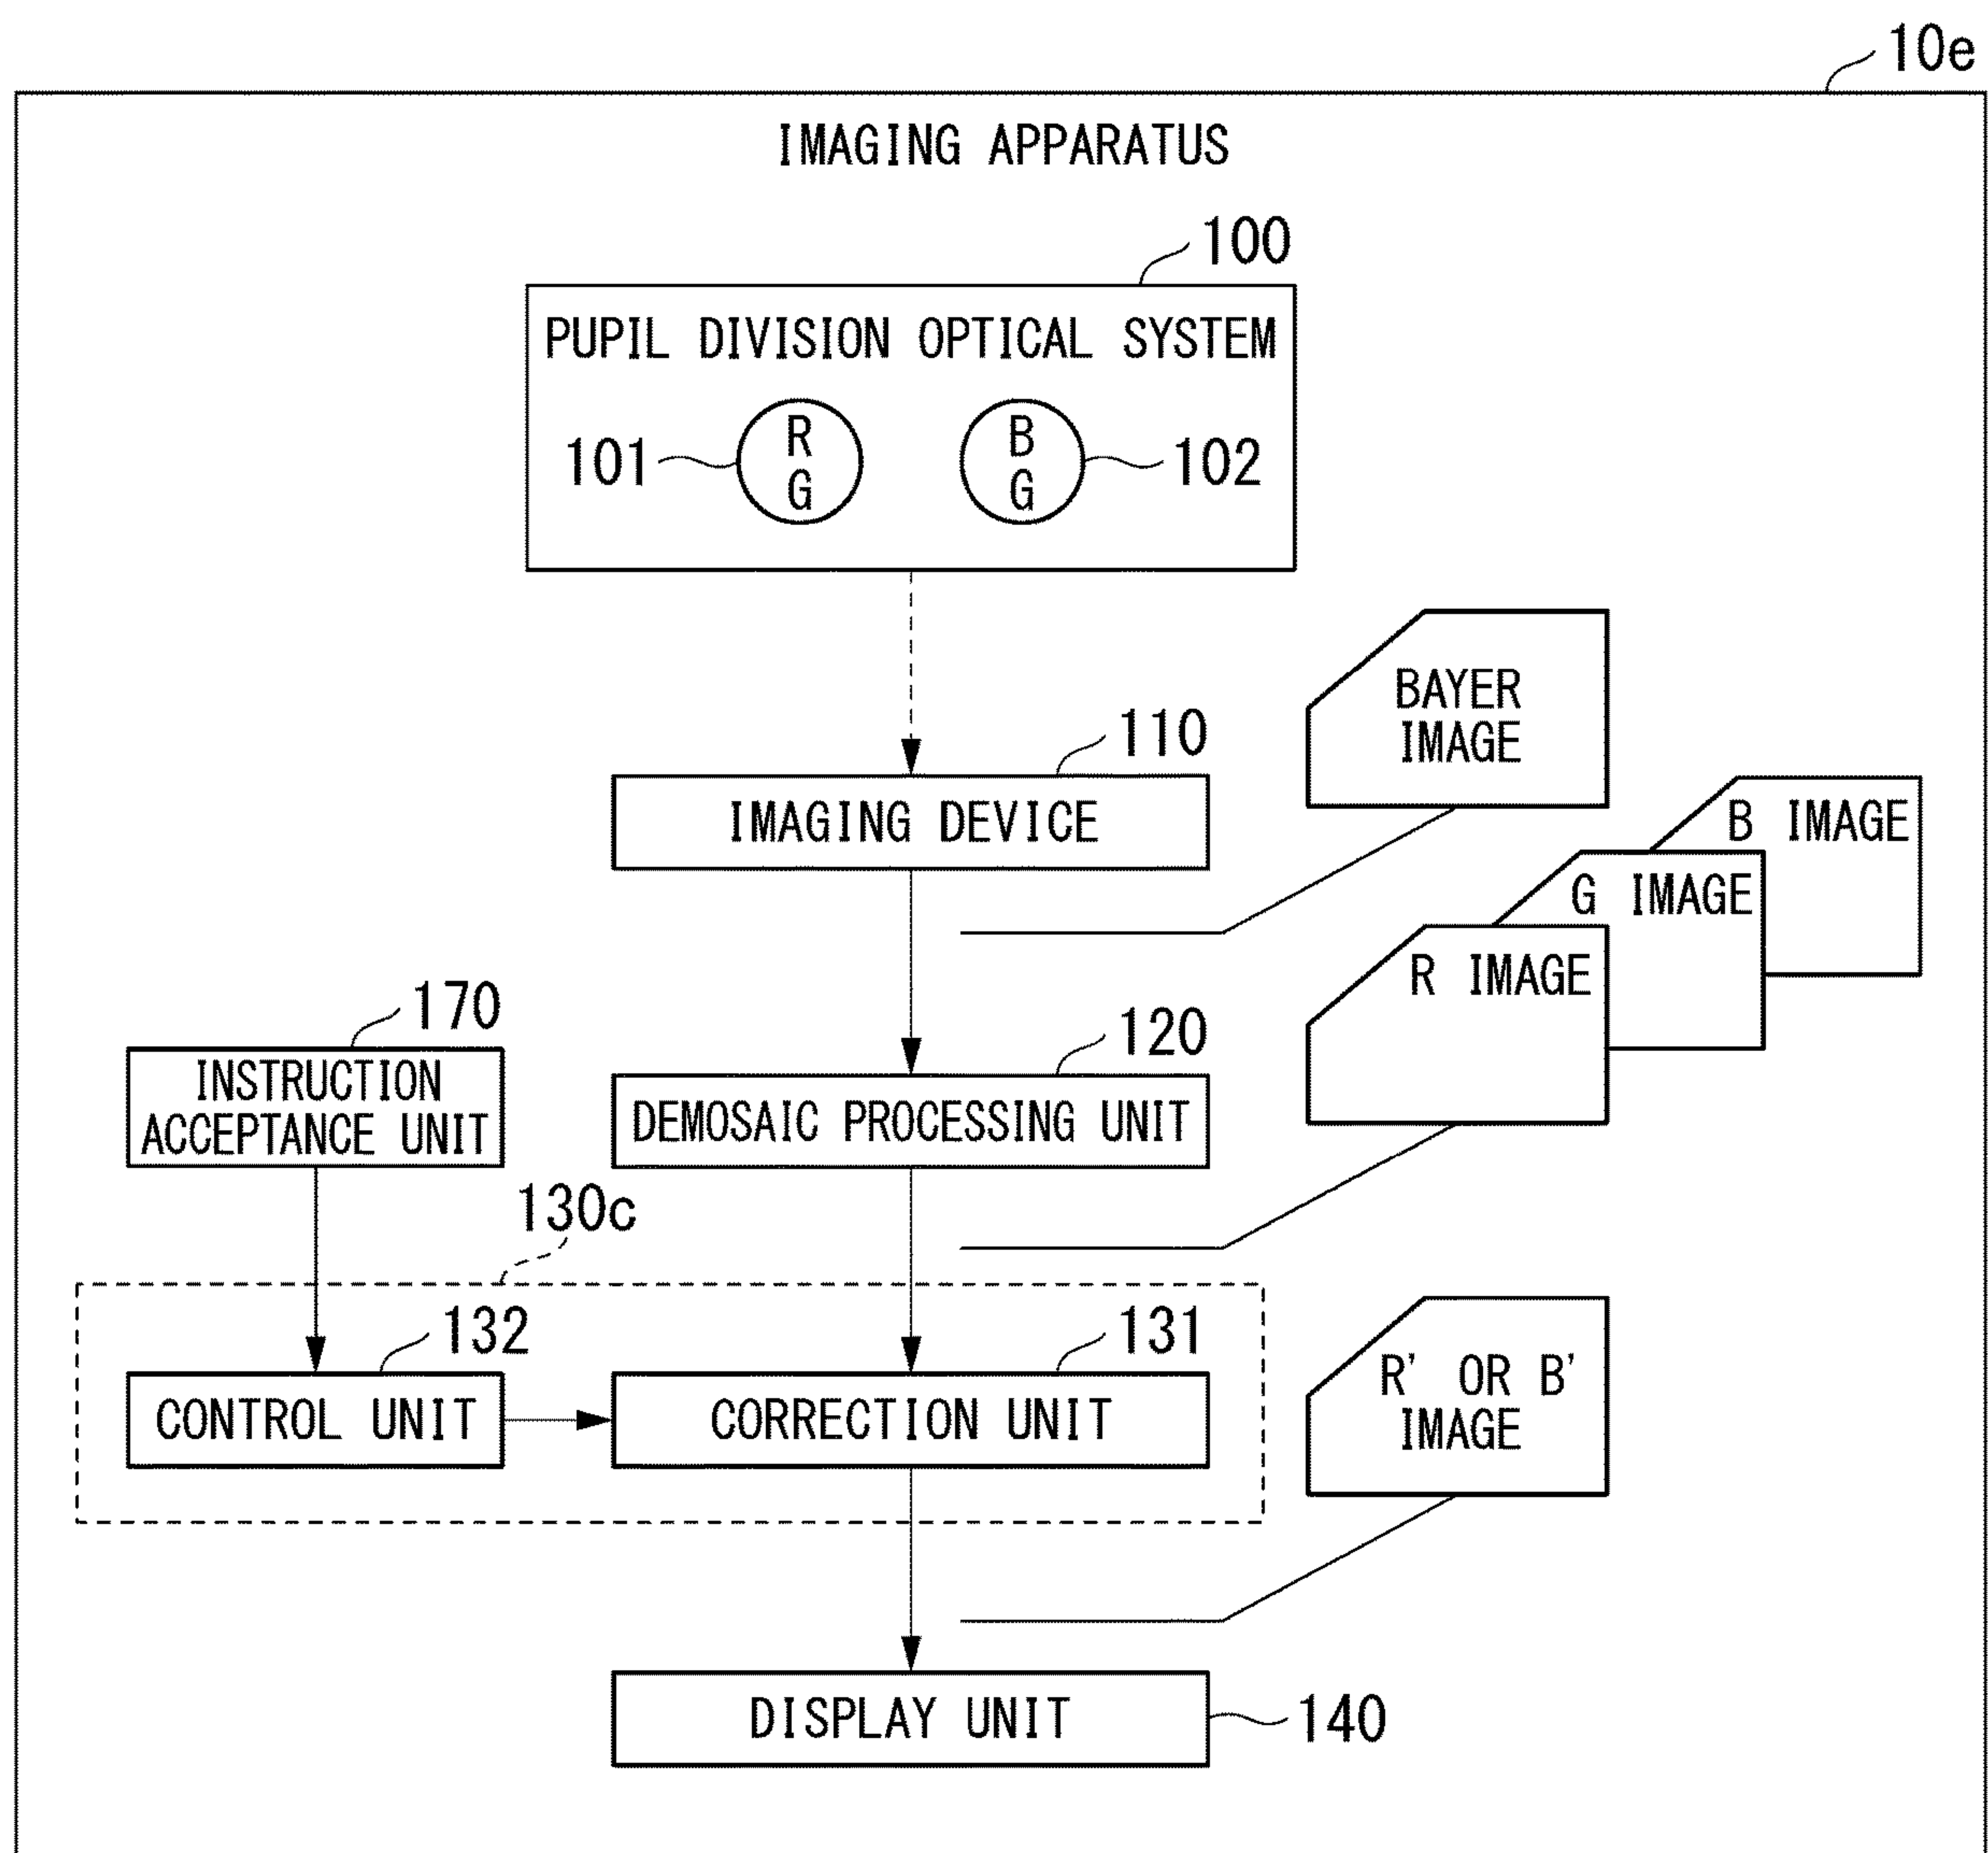 10e
IMAGING APPARATUS
100
PUPIL DIVISION OPTICAL SYSTEM
101
R
G
B
G
102
BAYER
IMAGE
110
IMAGING DEVICE
B IMAGE
G IMAGE
R IMAGE
170
INSTRUCTION
ACCEPTANCE UNIT
120
DEMOSAIC PROCESSING UNIT
130c
132
CONTROL UNIT
131
CORRECTION UNIT
R' OR B'
IMAGE
DISPLAY UNIT
140